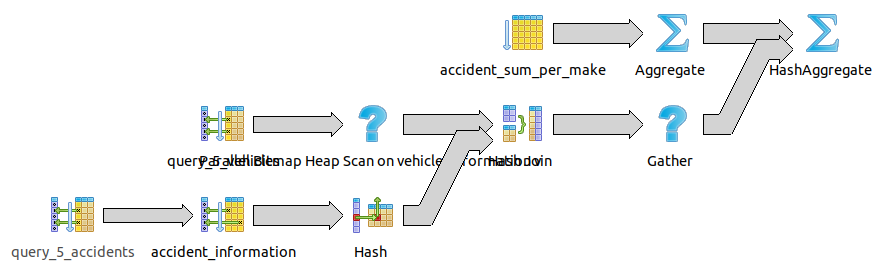 accident_sum_per_make
Aggregate
HashAggregate
query_5_vehicles
Parallel Bitmap Heap Scan on vehicle_information v
Hash Join
Gather
query_5_accidents
accident_information
Hash